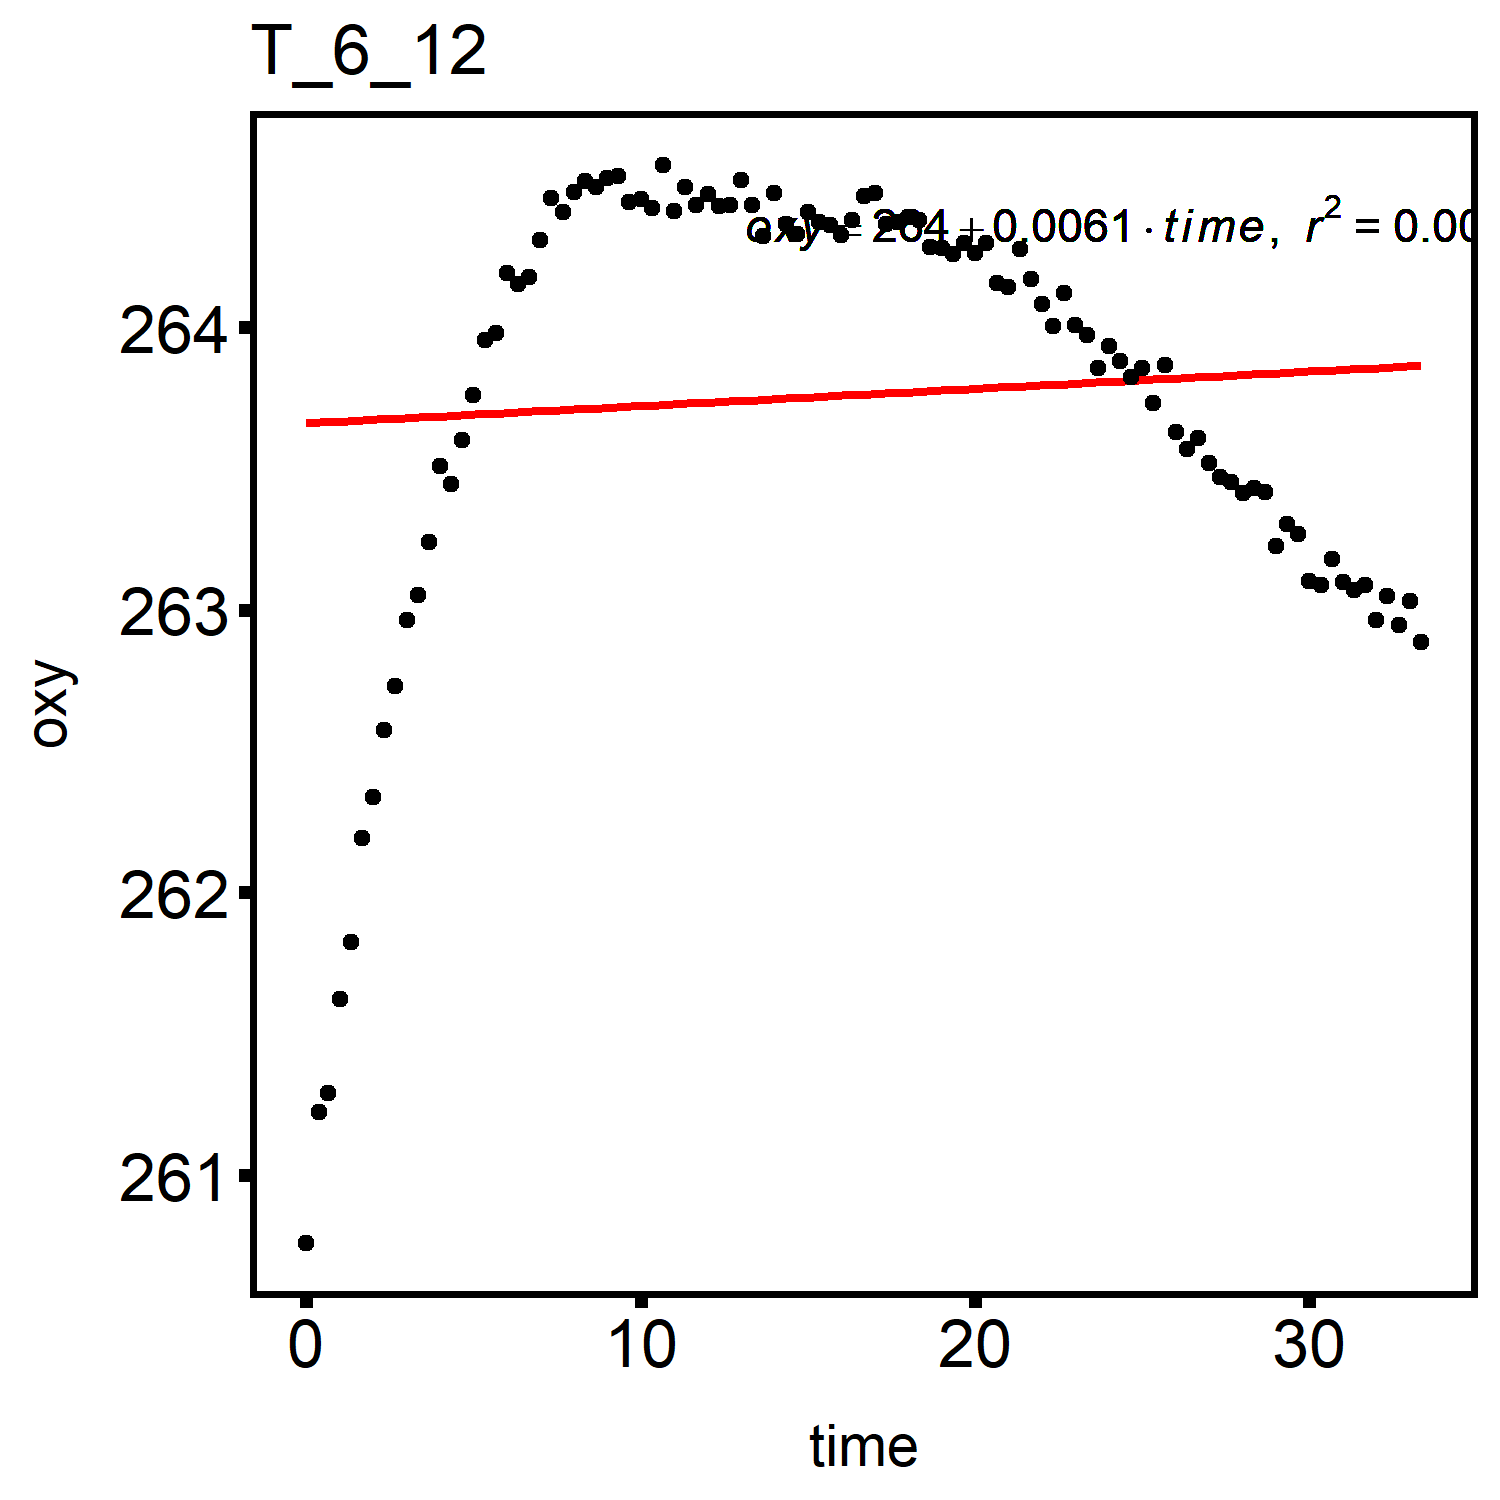 T_6_12
oxy = 264 + 0.0061 · time, r² = 0.00
264
263
262
261
oxy
0 10 20 30
time